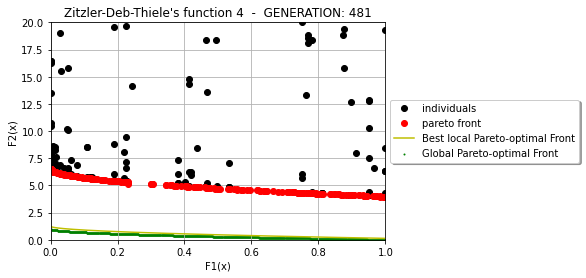 Zitzler-Deb-Thiele's function 4 - GENERATION: 481
20.0
17.5
15.0
12.5
10.0
7.5
5.0
2.5
0.0
F2(x)
0.0 0.2 0.4 0.6 0.8 1.0
F1(x)
individuals
pareto front
Best local Pareto-optimal Front
Global Pareto-optimal Front